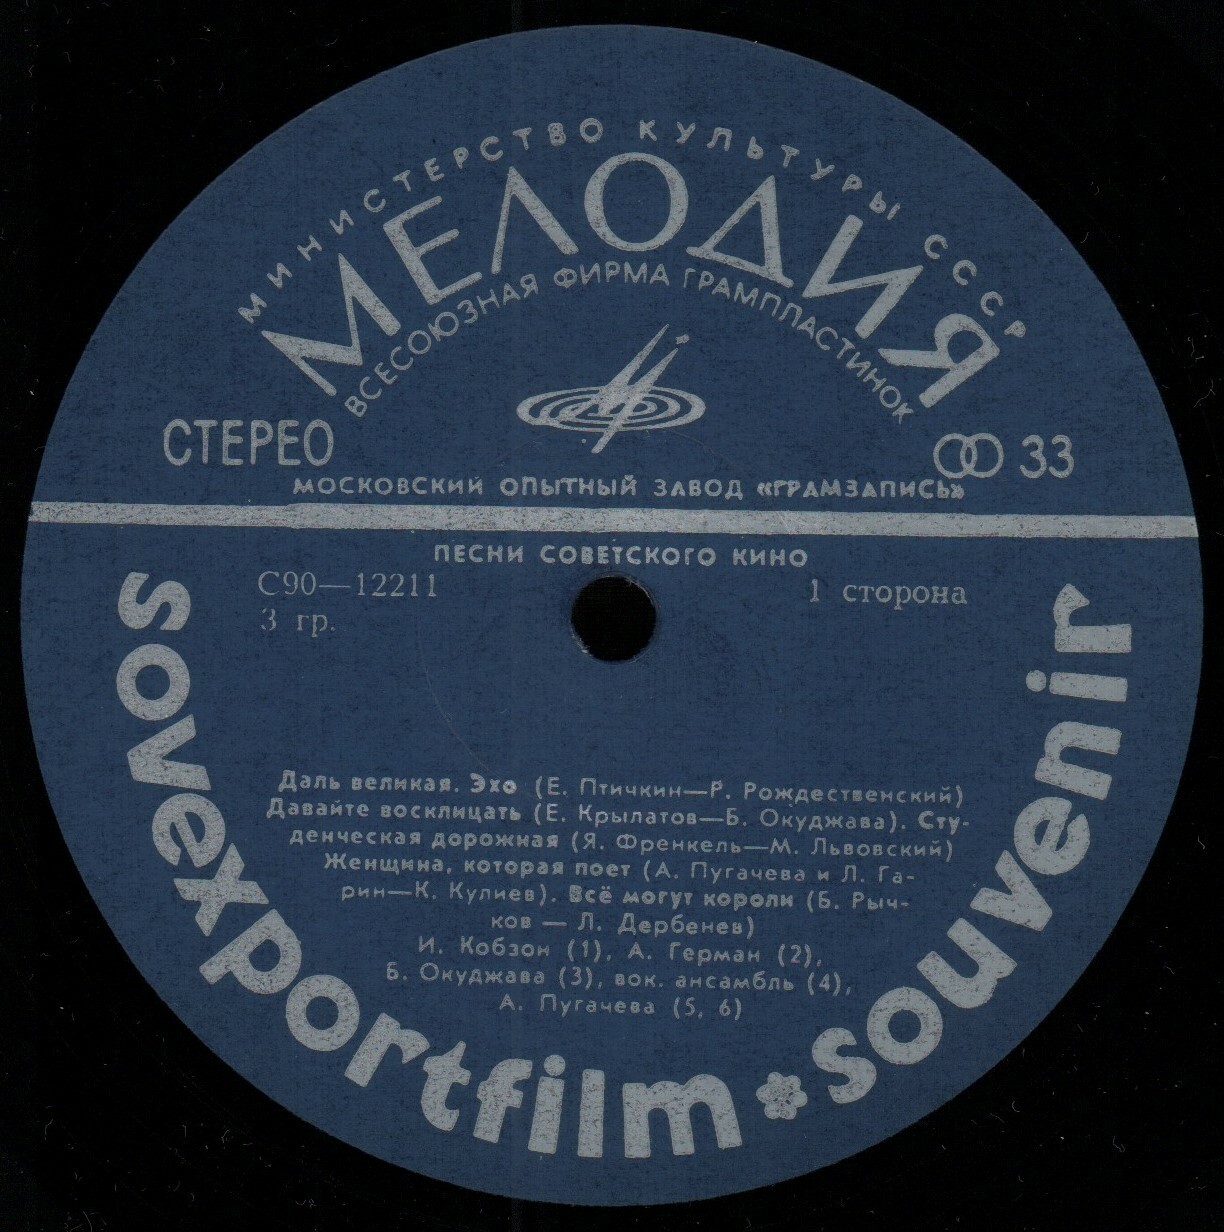 МИНИСТЕРСТВО КУЛЬТУРЫ СССР
МЕЛОДИЯ
ВСЕСОЮЗНАЯ ФИРМА ГРАМПЛАСТИНОК
СТЕРЕО
33
МОСКОВСКИЙ ОПЫТНЫЙ ЗАВОД «ГРАМЗАПИСЬ»
ПЕСНИ СОВЕТСКОГО КИНО
С90—12211
1 сторона
3 гр.
Даль великая. Эхо (Е. Птичкин—Р. Рождественский)
Давайте восклицать (Е. Крылатов—Б. Окуджава). Сту-
денческая дорожная (Я. Френкель—М. Львовский)
Женщина, которая поет (А. Пугачева и Л. Га-
рин—К. Кулиев). Всё могут короли (Б. Рыч-
ков — Л. Дербенев)
И. Кобзон (1), А. Герман (2),
Б. Окуджава (3), вок. ансамбль (4),
А. Пугачева (5, 6)
sovexportfilm * souvenir